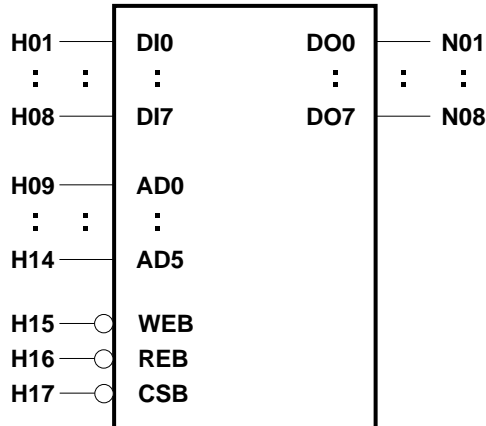 H01 DI0 DO0 N01
: : : : : :
H08 DI7 DO7 N08
H09 AD0
: : :
H14 AD5
H15 WEB
H16 REB
H17 CSB